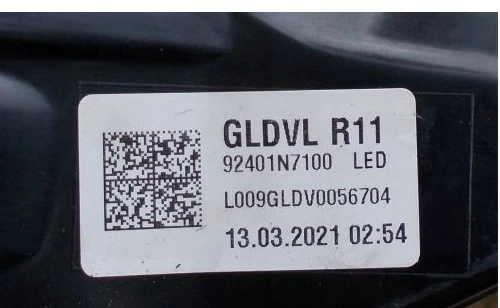 GLDVL R11
92401N7100 LED
L009GLDV0056704
13.03.2021 02:54